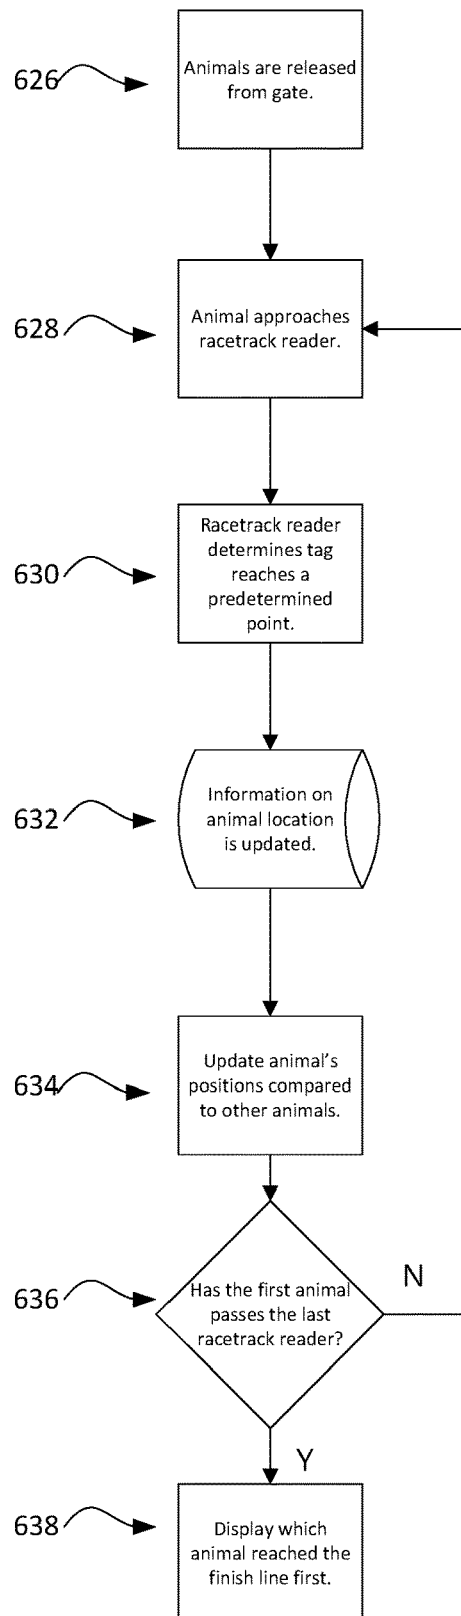 626
Animals are released
from gate.
628
Animal approaches
racetrack reader.
630
Racetrack reader
determines tag
reaches a
predetermined
point.
632
Information on
animal location
is updated.
634
Update animal's
positions compared
to other animals.
636
Has the first animal
passes the last
racetrack reader?
N
Y
638
Display which
animal reached the
finish line first.